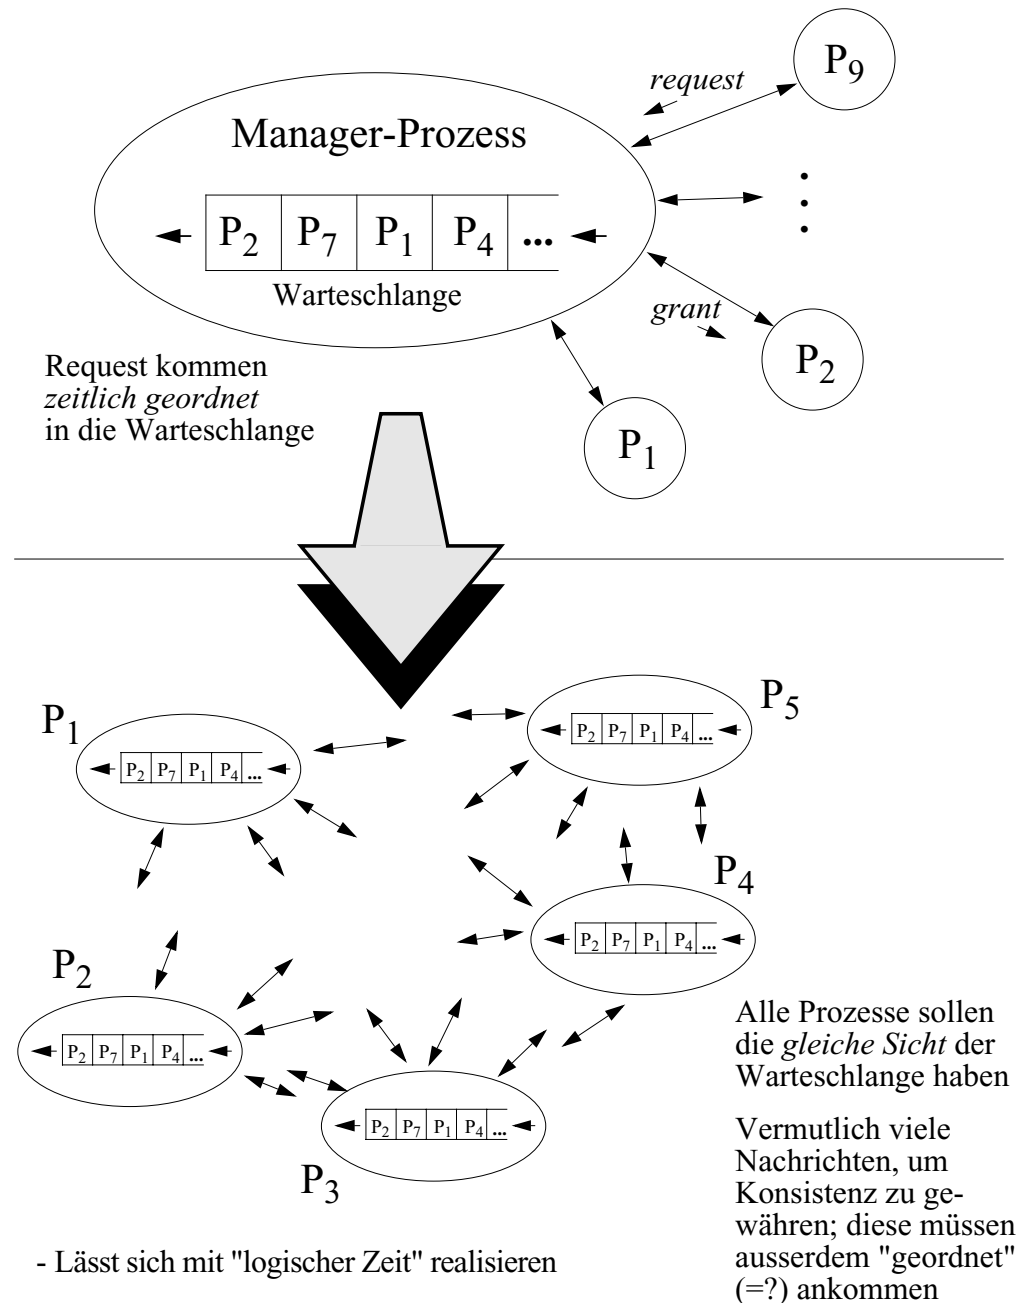 P9
request
Manager-Prozess
P2 P7 P1 P4 ...
Warteschlange
grant
P2
Request kommen
zeitlich geordnet
in die Warteschlange
P1
P5
P2 P7 P1 P4 ...
P1
P2 P7 P1 P4 ...
P4
P2 P7 P1 P4 ...
P2
P2 P7 P1 P4 ...
P2 P7 P1 P4 ...
P3
Alle Prozesse sollen
die gleiche Sicht der
Warteschlange haben
Vermutlich viele
Nachrichten, um
Konsistenz zu ge-
währen; diese müssen
ausserdem "geordnet"
(=?) ankommen
- Lässt sich mit "logischer Zeit" realisieren